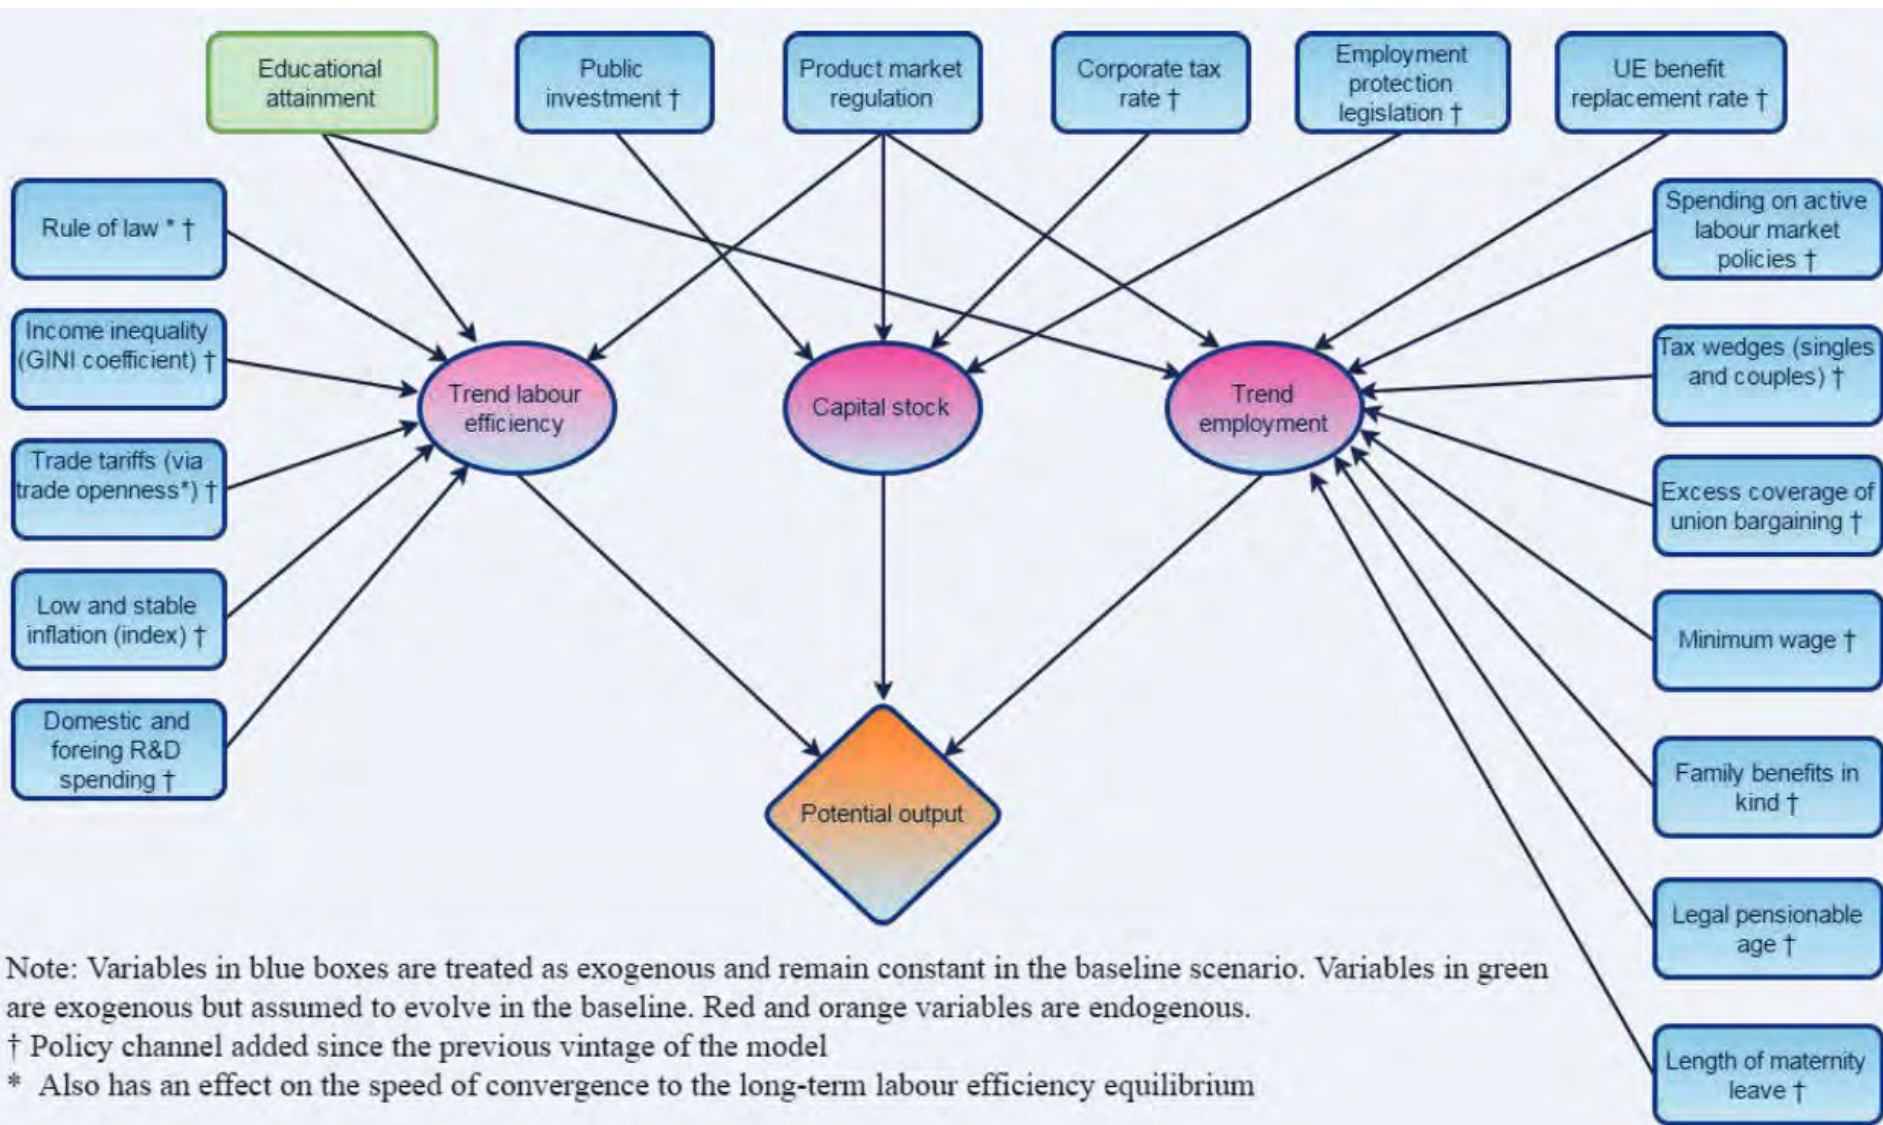 Educational
attainment
Public
investment †
Product market
regulation
Corporate tax
rate †
Employment
protection
legislation †
UE benefit
replacement rate †
Rule of law * †
Income inequality
(GINI coefficient) †
Trade tariffs (via
trade openness*) †
Low and stable
inflation (index) †
Domestic and
foreing R&D
spending †
Trend labour
efficiency
Capital stock
Trend
employment
Spending on active
labour market
policies †
Tax wedges (singles
and couples) †
Excess coverage of
union bargaining †
Minimum wage †
Family benefits in
kind †
Legal pensionable
age †
Length of maternity
leave †
Potential output
Note: Variables in blue boxes are treated as exogenous and remain constant in the baseline scenario. Variables in green
are exogenous but assumed to evolve in the baseline. Red and orange variables are endogenous.
† Policy channel added since the previous vintage of the model
* Also has an effect on the speed of convergence to the long-term labour efficiency equilibrium